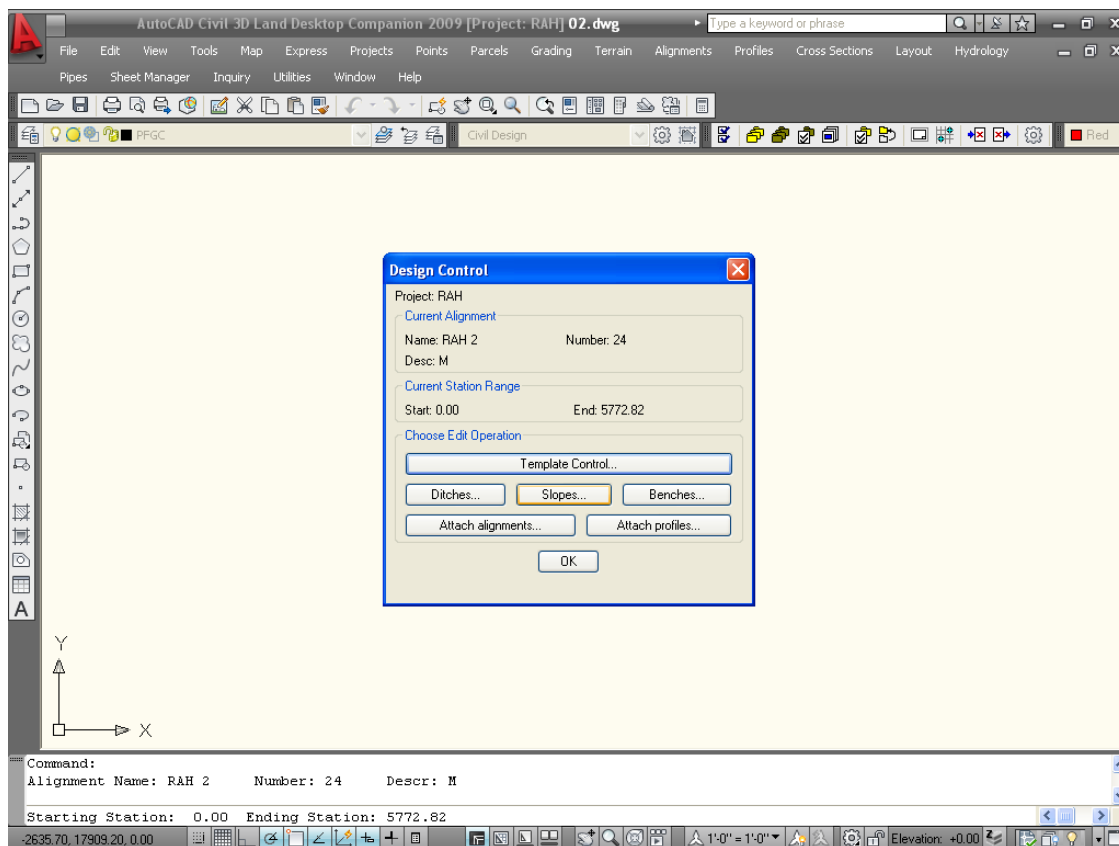 AutoCAD Civil 3D Land Desktop Companion 2009 [Project: RAH] 02.dwg
Type a keyword or phrase
File Edit View Tools Map Express Projects Points Parcels Grading Terrain Alignments Profiles Cross Sections Layout Hydrology
Pipes Sheet Manager Inquiry Utilities Window Help
PFGC Civil Design Red
Design Control
Project: RAH
Current Alignment
Name: RAH 2 Number: 24
Desc: M
Current Station Range
Start: 0.00 End: 5772.82
Choose Edit Operation
Template Control...
Ditches... Slopes... Benches...
Attach alignments... Attach profiles...
OK
A
Y
X
Command:
Alignment Name: RAH 2 Number: 24 Descr: M
Starting Station: 0.00 Ending Station: 5772.82
-2635.70, 17909.20, 0.00 1'-0" = 1'-0" Elevation: +0.00